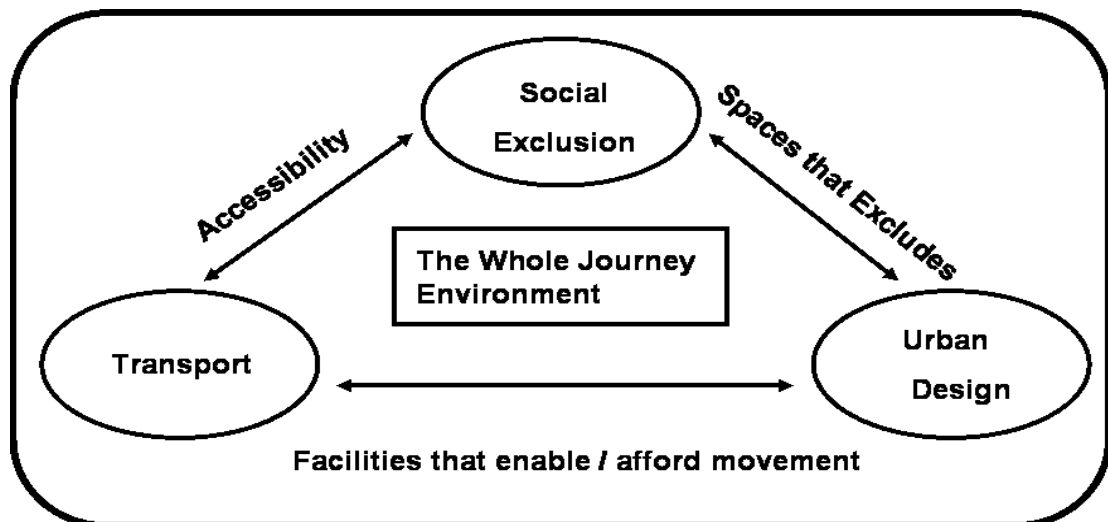 Social
Exclusion
Accessibility
Spaces that Excludes
The Whole Journey
Environment
Transport
Urban
Design
Facilities that enable / afford movement